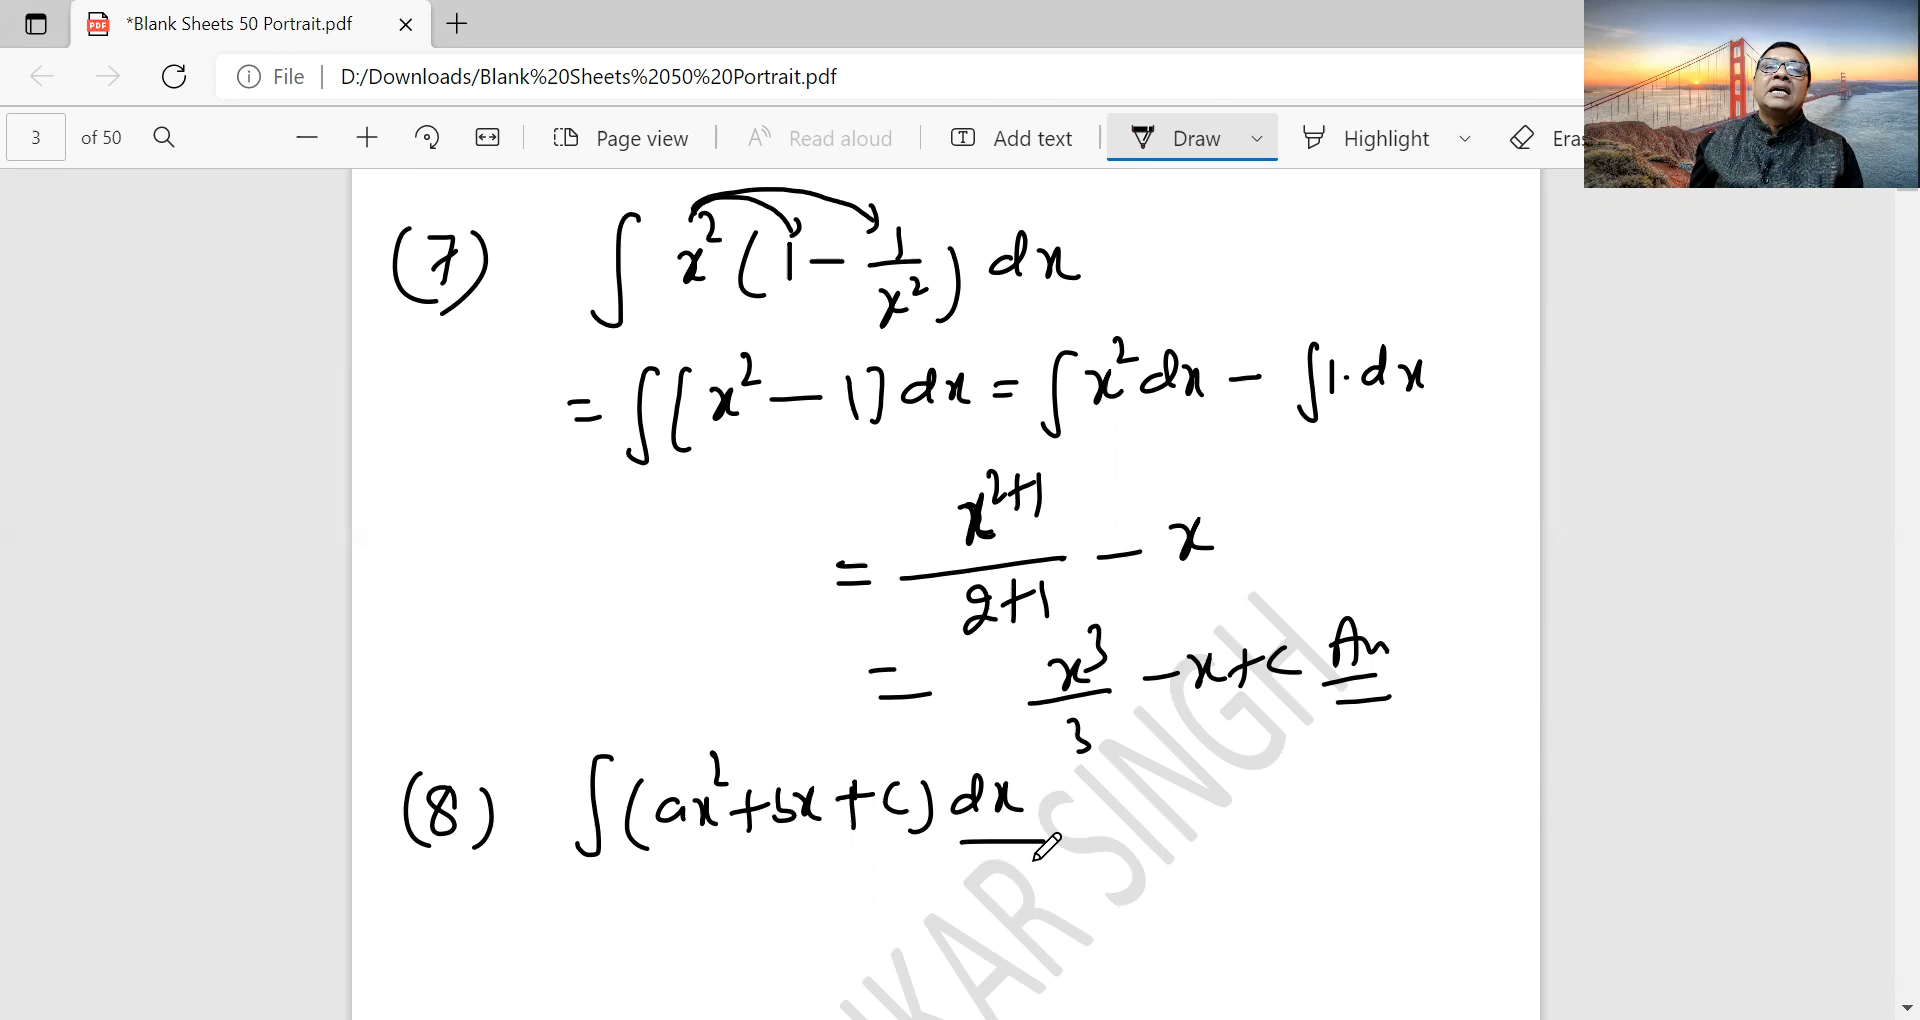 *Blank Sheets 50 Portrait.pdf
File | D:/Downloads/Blank%20Sheets%2050%20Portrait.pdf
3 of 50 Page view Read aloud Add text Draw Highlight Eras
(7) ∫ x²(1 - 1/x²) dx
= ∫[x² - 1] dx = ∫x² dx - ∫1. dx
= x²⁺¹/2+1 - x
= x³/3 - x + c An
(8) ∫(ax² + bx + c) dx
KAR SINGH